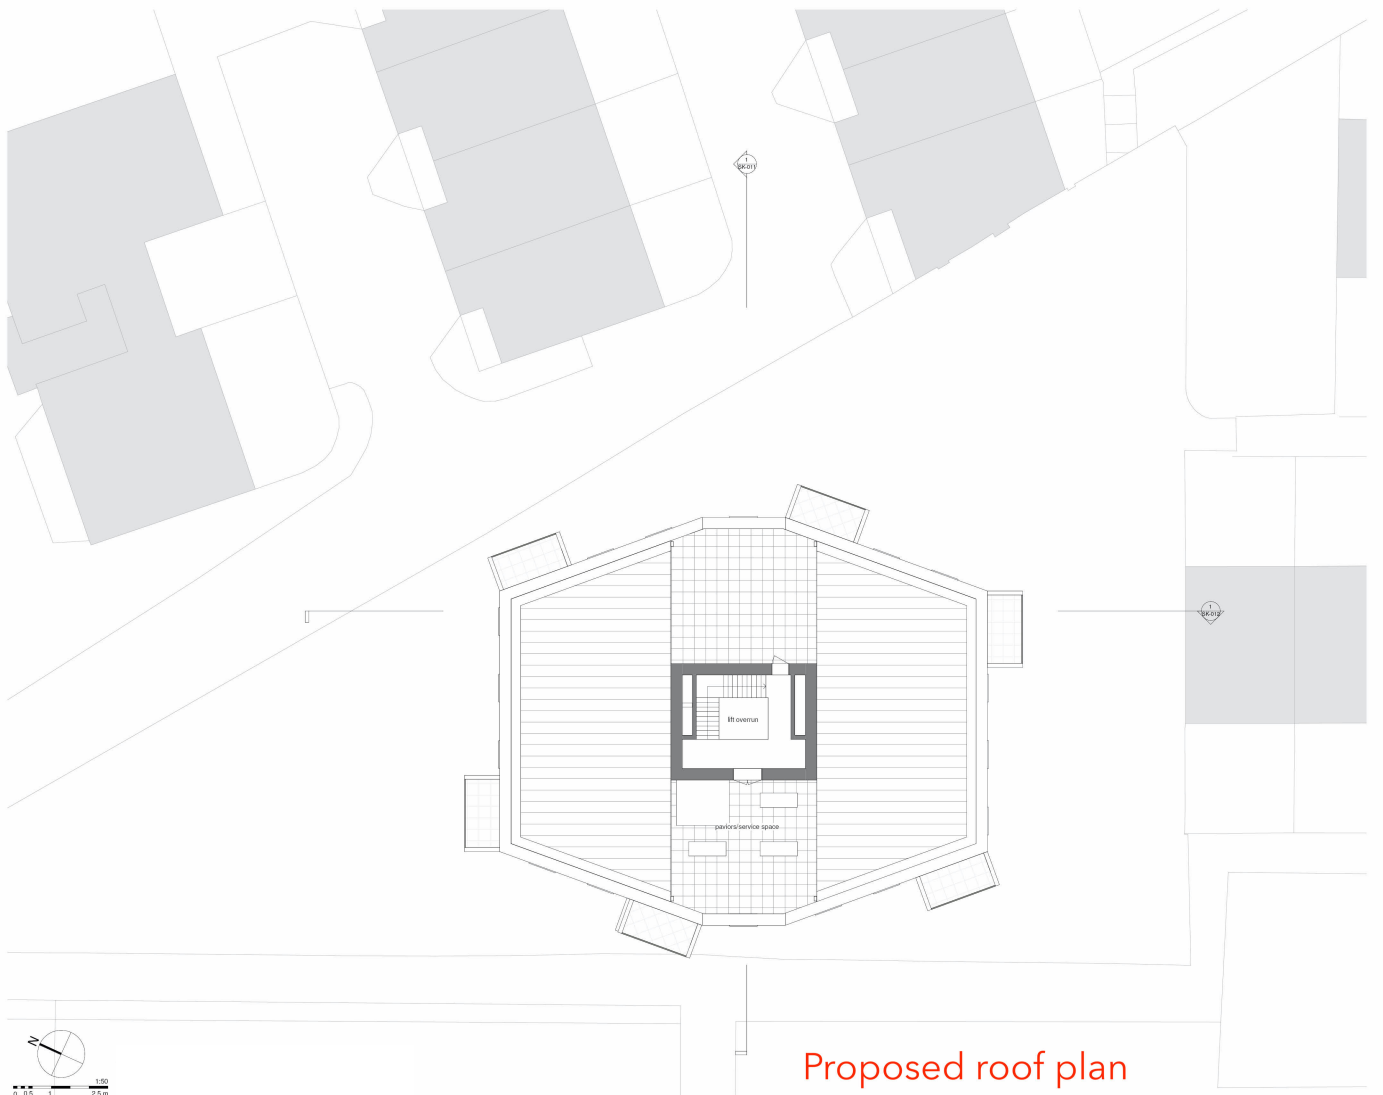 1
SK-011
1
SK-012
lift overrun
paviors/service space
N
1:50
0 0.5 1 2.5 m
Proposed roof plan